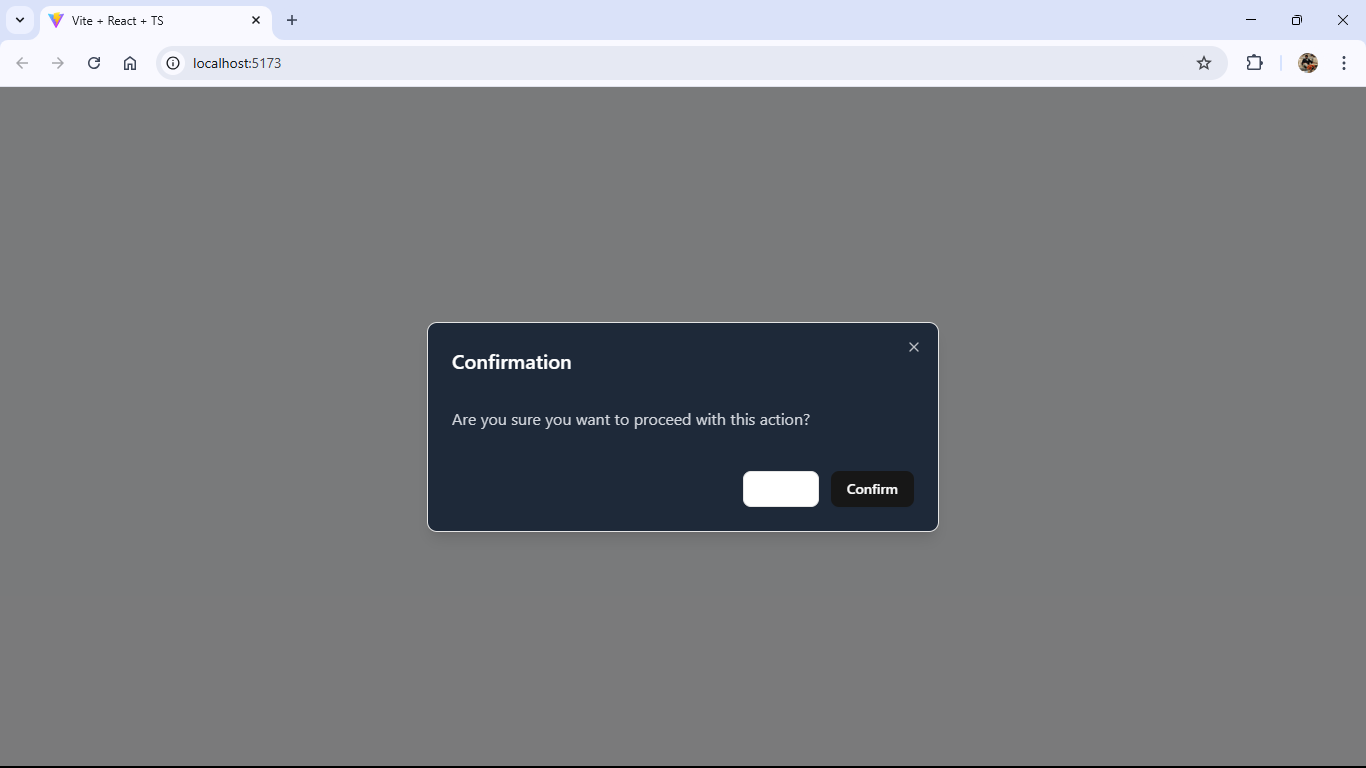 Vite + React + TS
localhost:5173
Confirmation
Are you sure you want to proceed with this action?
Confirm